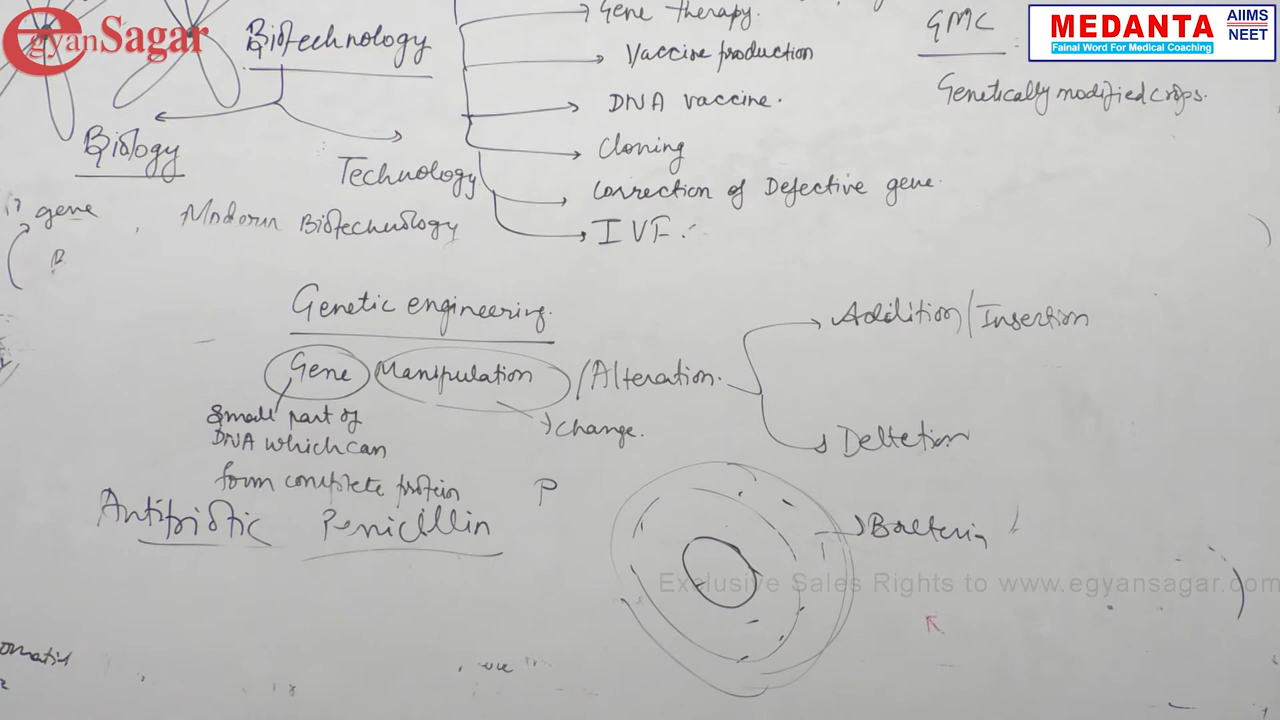 egyanSagar
MEDANTA
Fainal Word For Medical Coaching
AIIMS
NEET
Biotechnology
Biology
Technology
gene
Modern Biotechnology
Gene therapy.
Vaccine production
DNA vaccine.
Cloning
Correction of Defective gene.
IVF
GMC
Genetically modified crops.
Genetic engineering.
Gene Manipulation /Alteration.
Addition/Insertion
Deltetion
small part of
DNA which can
form complete protein
change.
P
Antibiotic Penicillin
Bacteria
Exclusive Sales Rights to www.egyansagar.com